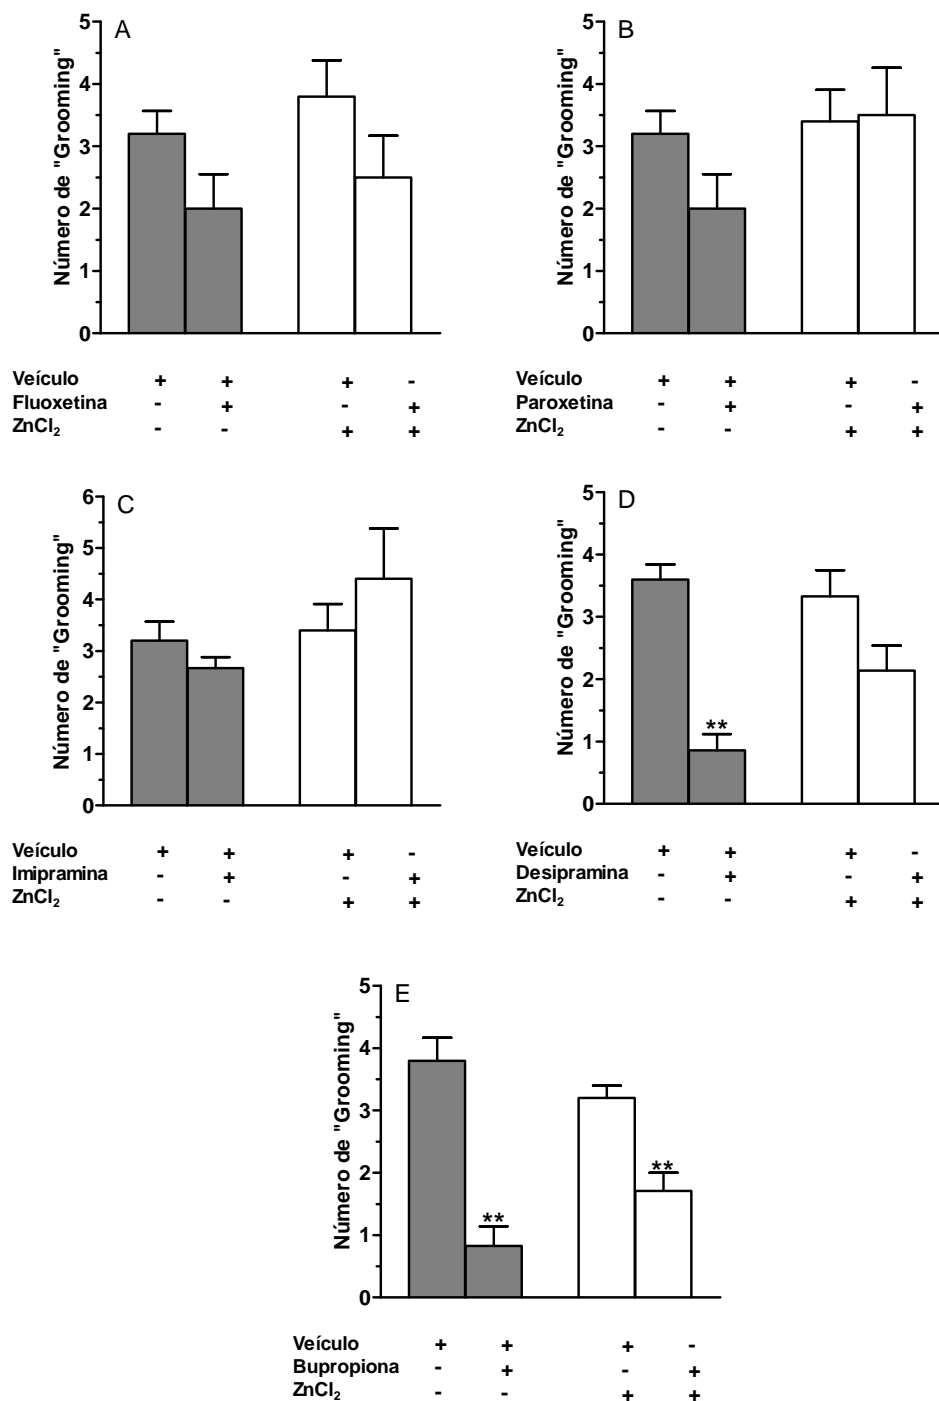 A
Número de "Grooming"
5
4
3
2
1
0
Veículo + + + -
Fluoxetina - + - +
ZnCl₂ - - + +
B
Número de "Grooming"
5
4
3
2
1
0
Veículo + + + -
Paroxetina - + - +
ZnCl₂ - - + +
C
Número de "Grooming"
6
5
4
3
2
1
0
Veículo + + + -
Imipramina - + - +
ZnCl₂ - - + +
D
Número de "Grooming"
5
4
3
2
1
0
**
Veículo + + + -
Desipramina - + - +
ZnCl₂ - - + +
E
Número de "Grooming"
5
4
3
2
1
0
**
**
Veículo + + + -
Bupropiona - + - +
ZnCl₂ - - + +